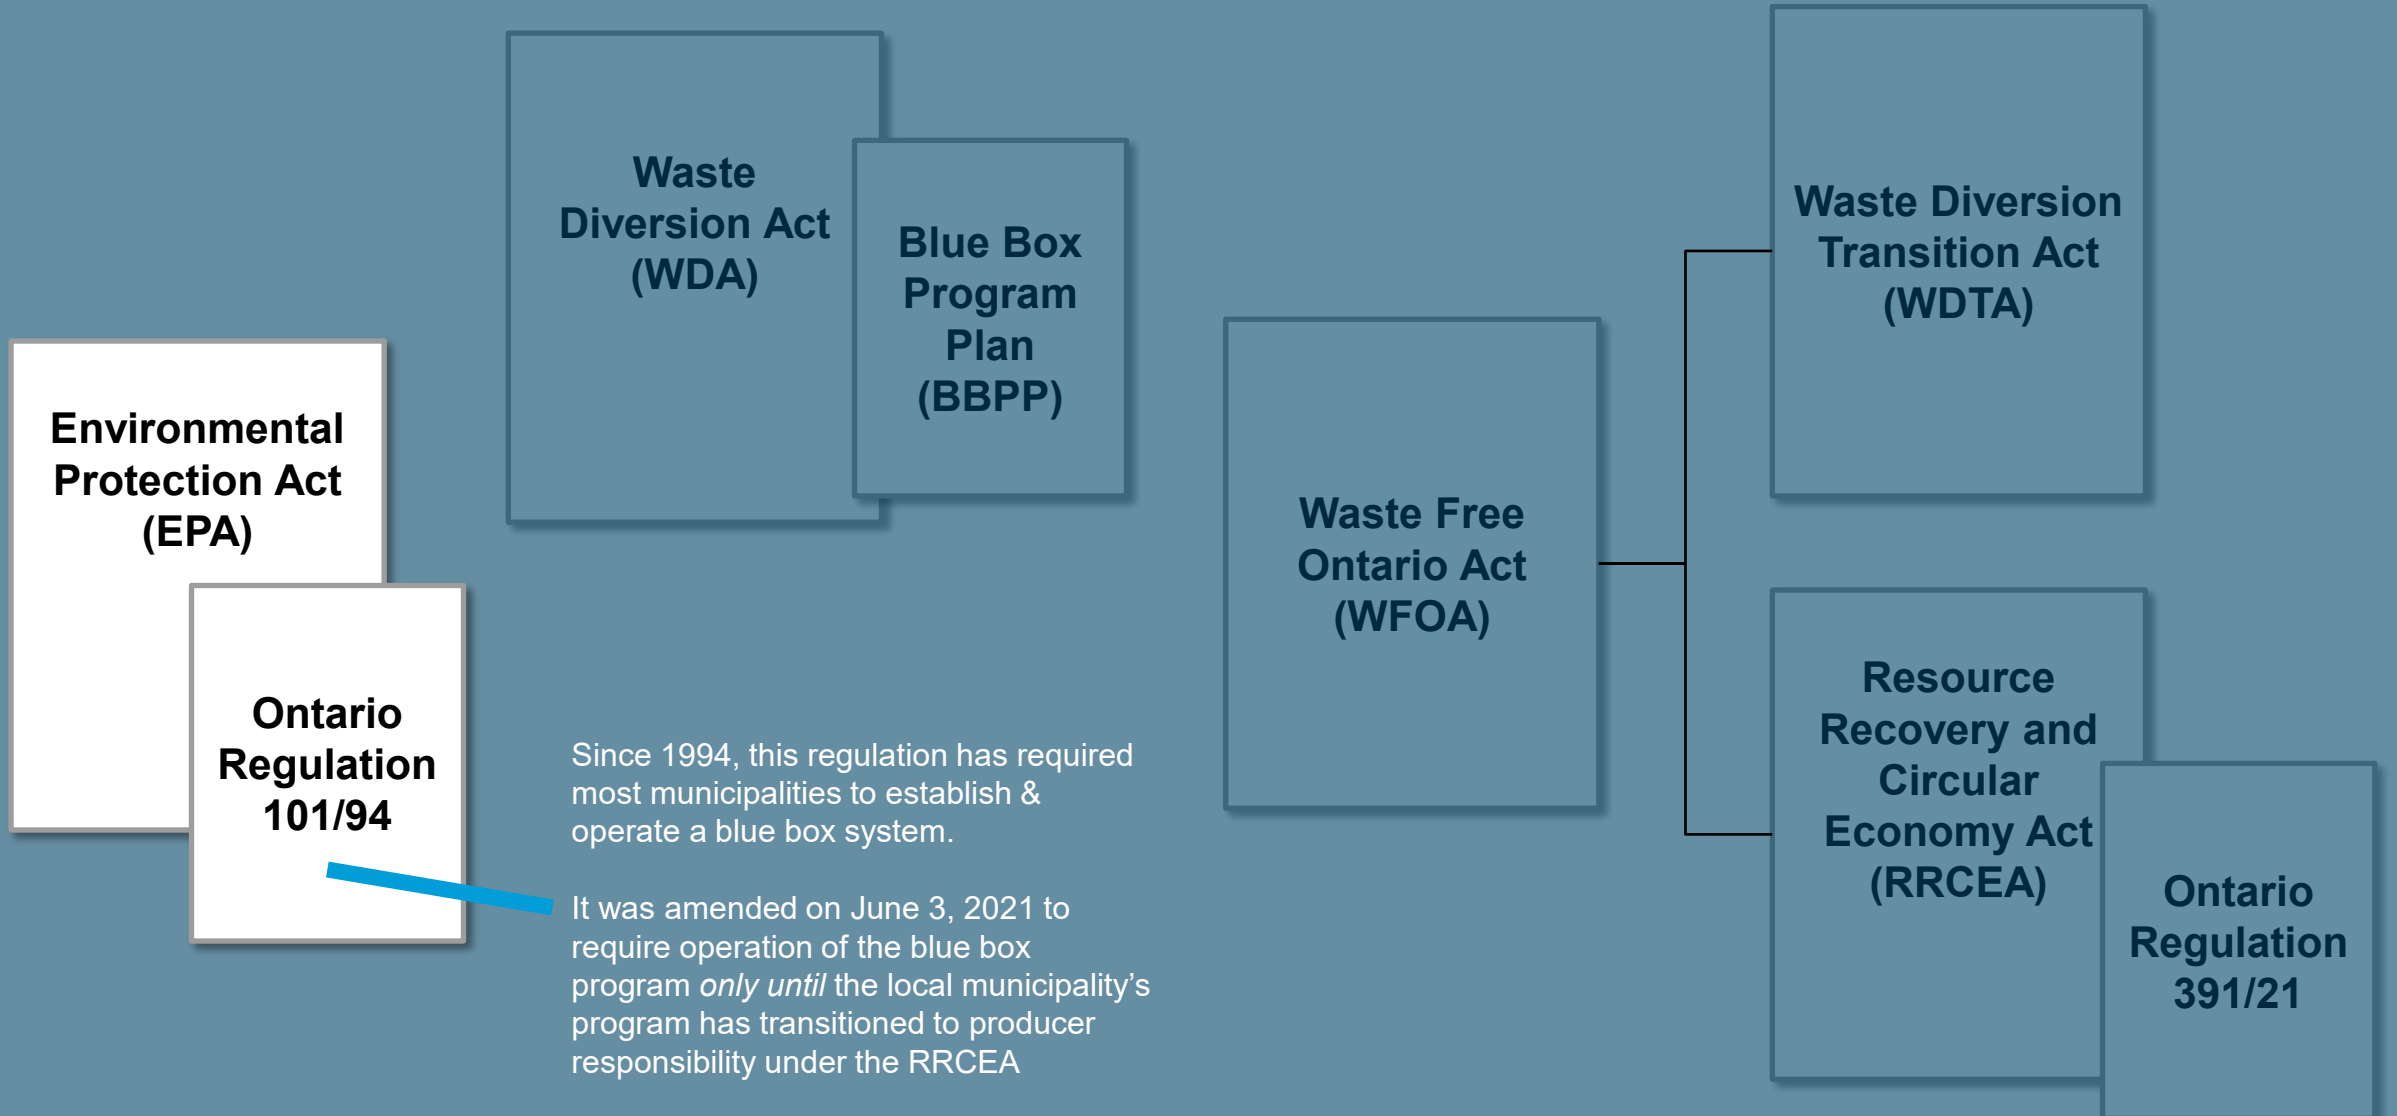 Environmental
Protection Act
(EPA)
Ontario
Regulation
101/94
Waste
Diversion Act
(WDA)
Blue Box
Program
Plan
(BBPP)
Since 1994, this regulation has required
most municipalities to establish &
operate a blue box system.
It was amended on June 3, 2021 to
require operation of the blue box
program only until the local municipality’s
program has transitioned to producer
responsibility under the RRCEA
Waste Free
Ontario Act
(WFOA)
Waste Diversion
Transition Act
(WDTA)
Resource
Recovery and
Circular
Economy Act
(RRCEA)
Ontario
Regulation
391/21